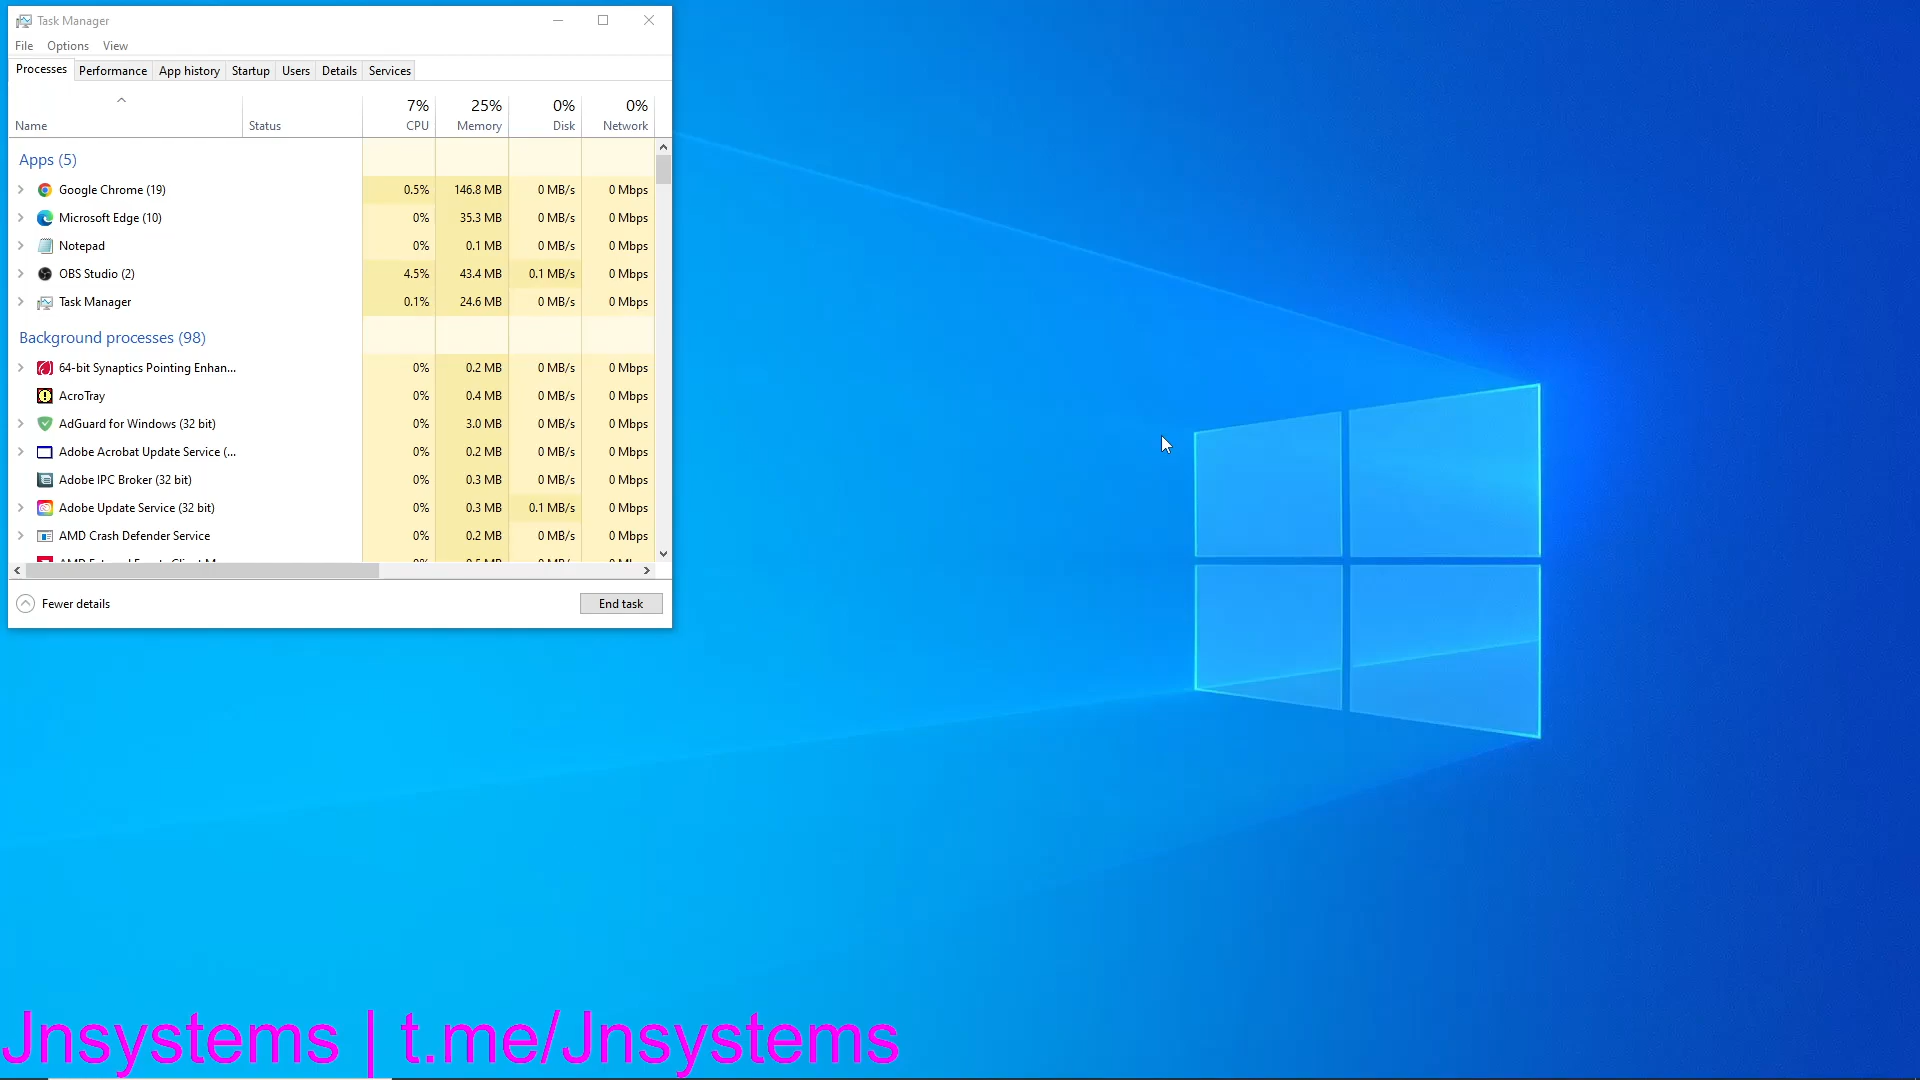 Task Manager
File Options View
Processes Performance App history Startup Users Details Services
7% 25% 0% 0%
Name Status CPU Memory Disk Network
Apps (5)
Google Chrome (19) 0.5% 146.8 MB 0 MB/s 0 Mbps
Microsoft Edge (10) 0% 35.3 MB 0 MB/s 0 Mbps
Notepad 0% 0.1 MB 0 MB/s 0 Mbps
OBS Studio (2) 4.5% 43.4 MB 0.1 MB/s 0 Mbps
Task Manager 0.1% 24.6 MB 0 MB/s 0 Mbps
Background processes (98)
64-bit Synaptics Pointing Enhan... 0% 0.2 MB 0 MB/s 0 Mbps
AcroTray 0% 0.4 MB 0 MB/s 0 Mbps
AdGuard for Windows (32 bit) 0% 3.0 MB 0 MB/s 0 Mbps
Adobe Acrobat Update Service (... 0% 0.2 MB 0 MB/s 0 Mbps
Adobe IPC Broker (32 bit) 0% 0.3 MB 0 MB/s 0 Mbps
Adobe Update Service (32 bit) 0% 0.3 MB 0.1 MB/s 0 Mbps
AMD Crash Defender Service 0% 0.2 MB 0 MB/s 0 Mbps
Fewer details End task
Jnsystems | t.me/Jnsystems